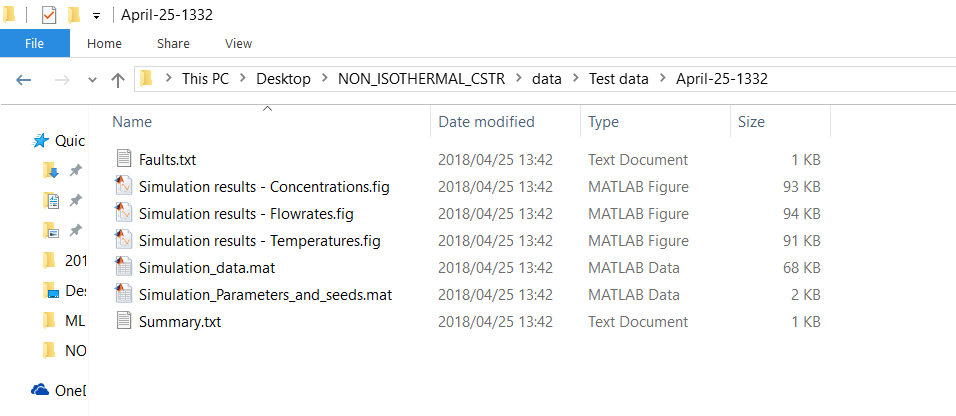 April-25-1332
File Home Share View
This PC Desktop NON_ISOTHERMAL_CSTR data Test data April-25-1332
Name Date modified Type Size
Quic
Faults.txt 2018/04/25 13:42 Text Document 1 KB
Simulation results - Concentrations.fig 2018/04/25 13:42 MATLAB Figure 93 KB
Simulation results - Flowrates.fig 2018/04/25 13:42 MATLAB Figure 94 KB
Simulation results - Temperatures.fig 2018/04/25 13:42 MATLAB Figure 91 KB
201
Simulation_data.mat 2018/04/25 13:42 MATLAB Data 68 KB
Des
Simulation_Parameters_and_seeds.mat 2018/04/25 13:42 MATLAB Data 2 KB
ML
Summary.txt 2018/04/25 13:42 Text Document 1 KB
NO
OneD